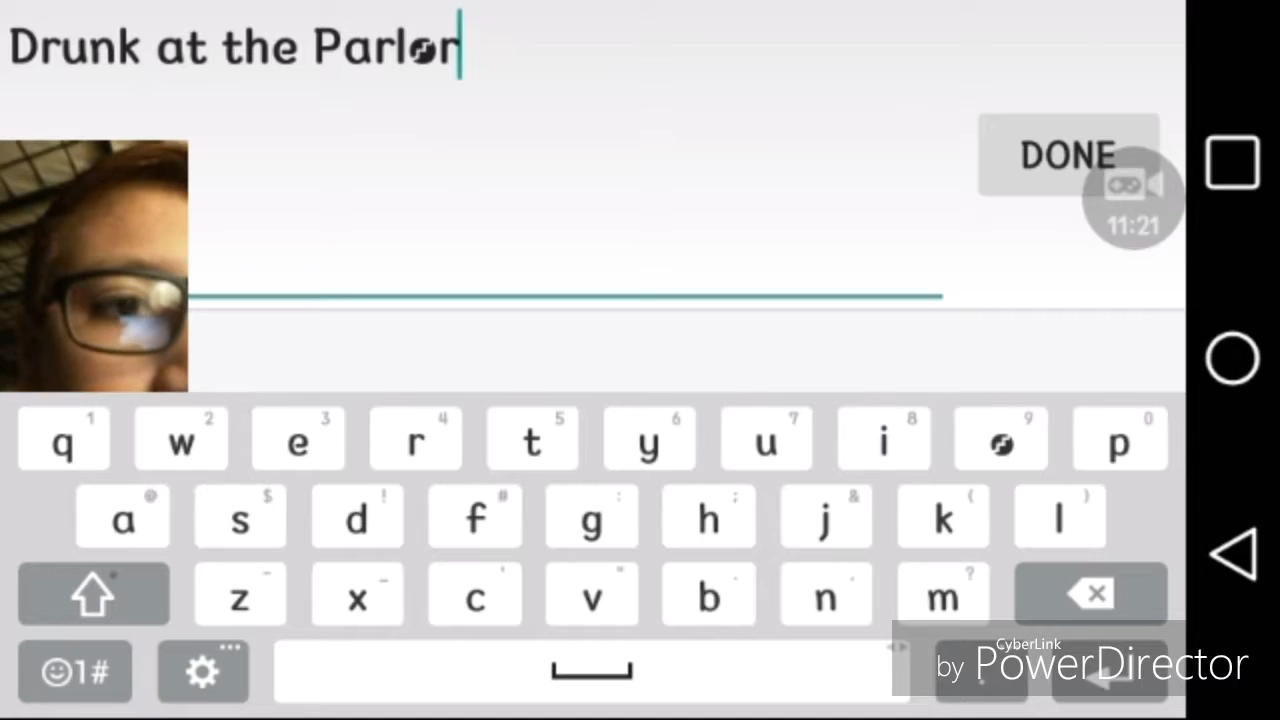 Drunk at the Parlor
DONE
11:21
1 2 3 4 5 6 7 8 9 0
q w e r t y u i o p
@ $ ! # : ; & ( )
a s d f g h j k l
- _ ' " . , ?
z x c v b n m
1#
CyberLink
by PowerDirector